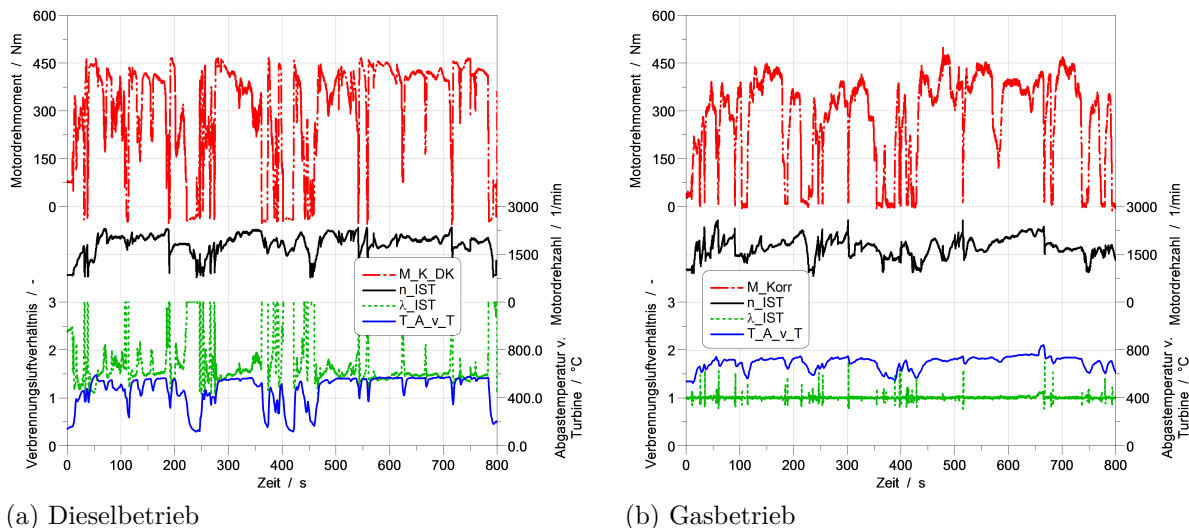 600
450
300
150
0
Motordrehmoment / Nm
3000
1500
0
Motordrehzahl / 1/min
M_K_DK
n_IST
λ_IST
T_A_v_T
3
2
1
0
Verbrennungsluftverhältnis / -
800.0
400.0
0.0
Abgastemperatur v.
Turbine / °C
0 100 200 300 400 500 600 700 800
Zeit / s
(a) Dieselbetrieb
600
450
300
150
0
Motordrehmoment / Nm
3000
1500
0
Motordrehzahl / 1/min
M_Korr
n_IST
λ_IST
T_A_v_T
3
2
1
0
Verbrennungsluftverhältnis / -
800
400
0.0
Abgastemperatur v.
Turbine / °C
0 100 200 300 400 500 600 700 800
Zeit / s
(b) Gasbetrieb